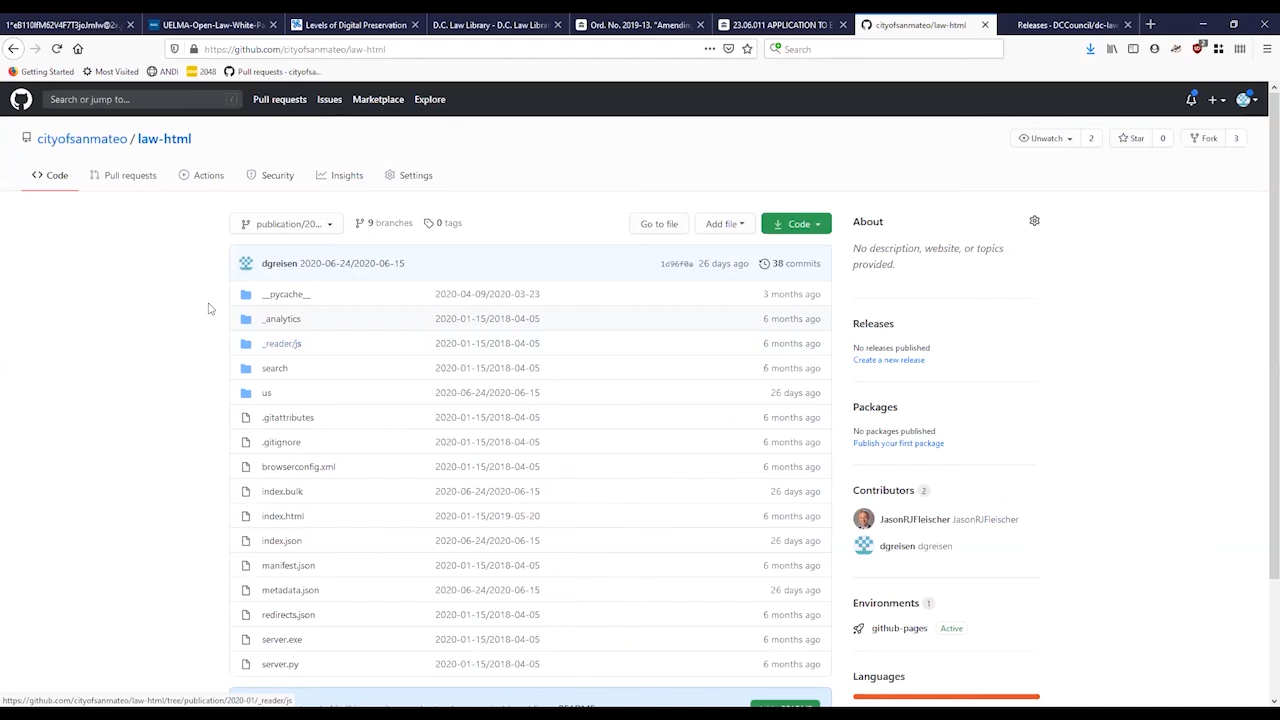 1*eB110lfM62V4F7T3joJmlw@2x UELMA-Open-Law-White-Pa Levels of Digital Preservation D.C. Law Library - D.C. Law Libra Ord. No. 2019-13. "Amending 23.06.011 APPLICATION TO E cityofsanmateo/law-html Releases - DCCouncil/dc-law
https://github.com/cityofsanmateo/law-html Search
Getting Started Most Visited ANDI 2048 Pull requests · cityofsa...
Search or jump to... / Pull requests Issues Marketplace Explore
cityofsanmateo / law-html Unwatch 2 Star 0 Fork 3
Code Pull requests Actions Security Insights Settings
publication/20... 9 branches 0 tags Go to file Add file Code
About
No description, website, or topics
provided.
dgreisen 2020-06-24/2020-06-15 1d96f0a 26 days ago 38 commits
__pycache__ 2020-04-09/2020-03-23 3 months ago
_analytics 2020-01-15/2018-04-05 6 months ago
_reader/js 2020-01-15/2018-04-05 6 months ago
search 2020-01-15/2018-04-05 6 months ago
us 2020-06-24/2020-06-15 26 days ago
.gitattributes 2020-01-15/2018-04-05 6 months ago
.gitignore 2020-01-15/2018-04-05 6 months ago
browserconfig.xml 2020-01-15/2018-04-05 6 months ago
index.bulk 2020-06-24/2020-06-15 26 days ago
index.html 2020-01-15/2019-05-20 6 months ago
index.json 2020-06-24/2020-06-15 26 days ago
manifest.json 2020-01-15/2018-04-05 6 months ago
metadata.json 2020-06-24/2020-06-15 26 days ago
redirects.json 2020-01-15/2018-04-05 6 months ago
server.exe 2020-01-15/2018-04-05 6 months ago
server.py 2020-01-15/2018-04-05 6 months ago
Releases
No releases published
Create a new release
Packages
No packages published
Publish your first package
Contributors 2
JasonRJFleischer JasonRJFleischer
dgreisen dgreisen
Environments 1
github-pages Active
Languages
https://github.com/cityofsanmateo/law-html/tree/publication/2020-01/_reader/js